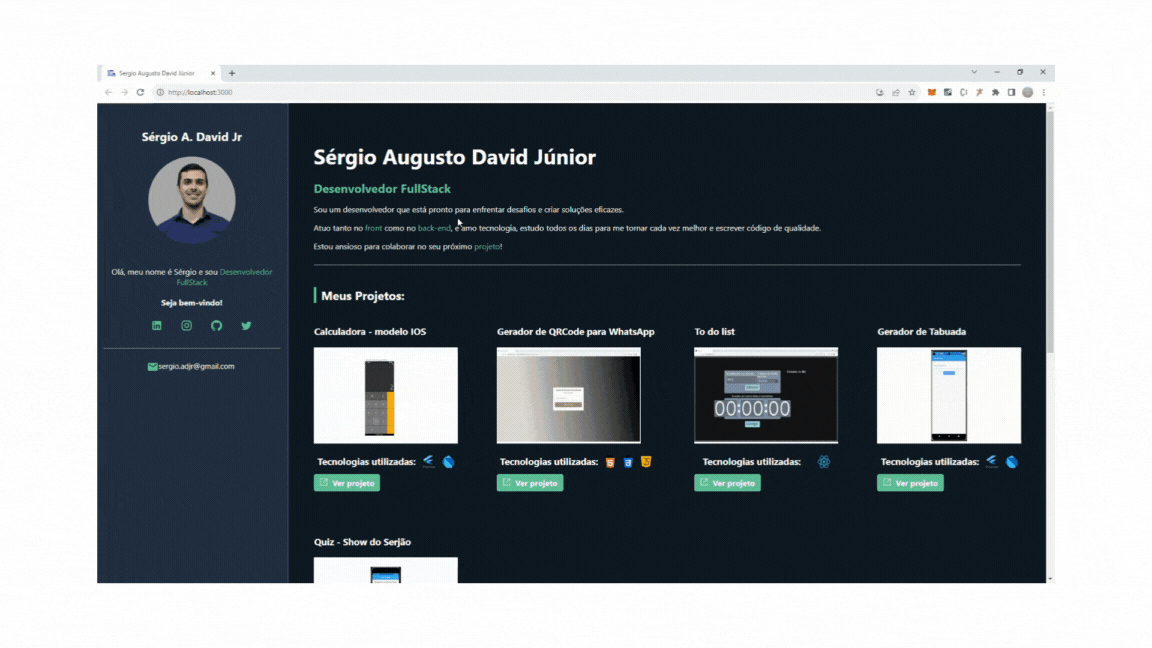 Sergio Augusto David Júnior
http://localhost:3000
Sérgio A. David Jr
Olá, meu nome é Sérgio e sou Desenvolvedor
FullStack
Seja bem-vindo!
sergio.adjr@gmail.com
Sérgio Augusto David Júnior
Desenvolvedor FullStack
Sou um desenvolvedor que está pronto para enfrentar desafios e criar soluções eficazes.
Atuo tanto no front como no back-end, e amo tecnologia, estudo todos os dias para me tornar cada vez melhor e escrever código de qualidade.
Estou ansioso para colaborar no seu próximo projeto!
Meus Projetos:
Calculadora - modelo IOS
Gerador de QRCode para WhatsApp
To do list
Gerador de Tabuada
00:00:00
Tecnologias utilizadas:
Tecnologias utilizadas:
Tecnologias utilizadas:
Tecnologias utilizadas:
Ver projeto
Ver projeto
Ver projeto
Ver projeto
Quiz - Show do Serjão